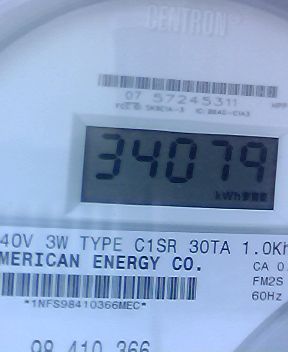 CENTRON
07 57245311
34079
kWh
40V 3W TYPE C1SR 30TA 1.0Kh
MERICAN ENERGY CO.
CA 0.
FM2S
60Hz
*1NFS98410366MEC*
98 410 366